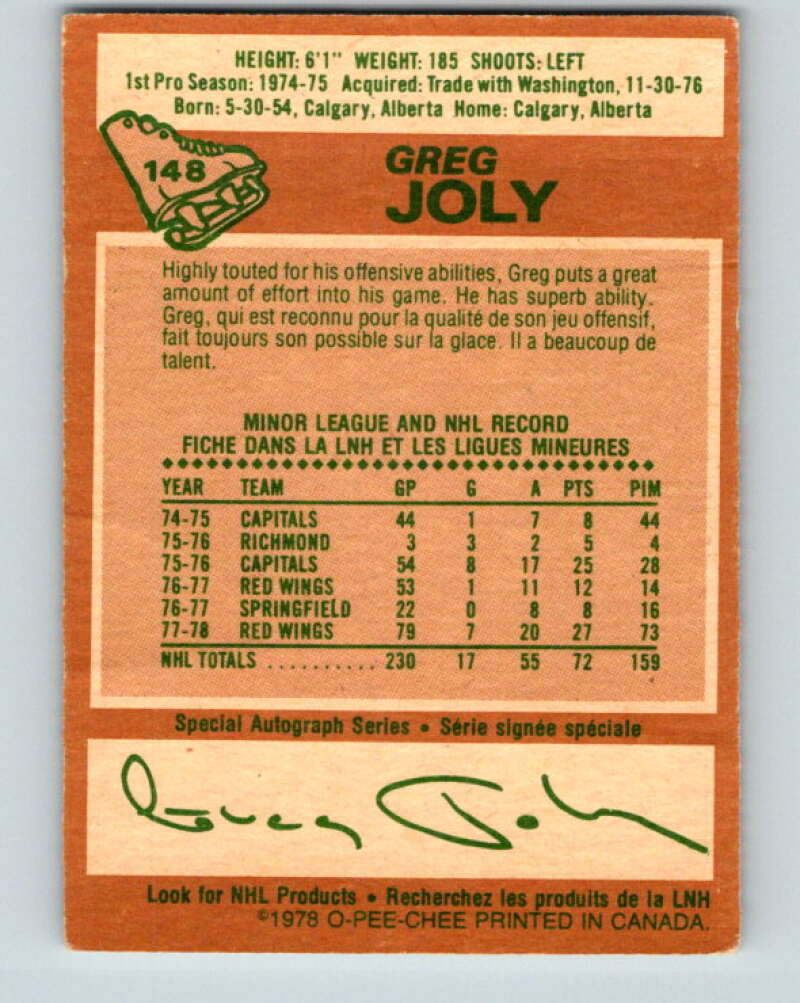 HEIGHT: 6'1" WEIGHT: 185 SHOOTS: LEFT
1st Pro Season: 1974-75 Acquired: Trade with Washington, 11-30-76
Born: 5-30-54, Calgary, Alberta Home: Calgary, Alberta
148
GREG
JOLY
Highly touted for his offensive abilities, Greg puts a great
amount of effort into his game. He has superb ability.
Greg, qui est reconnu pour la qualité de son jeu offensif,
fait toujours son possible sur la glace. Il a beaucoup de
talent.
MINOR LEAGUE AND NHL RECORD
FICHE DANS LA LNH ET LES LIGUES MINEURES
YEAR TEAM GP G A PTS PIM
74-75 CAPITALS 44 1 7 8 44
75-76 RICHMOND 3 3 2 5 4
75-76 CAPITALS 54 8 17 25 28
76-77 RED WINGS 53 1 11 12 14
76-77 SPRINGFIELD 22 0 8 8 16
77-78 RED WINGS 79 7 20 27 73
NHL TOTALS .......... 230 17 55 72 159
Special Autograph Series • Série signée spéciale
Greg Joly
Look for NHL Products • Recherchez les produits de la LNH
©1978 O-PEE-CHEE PRINTED IN CANADA.